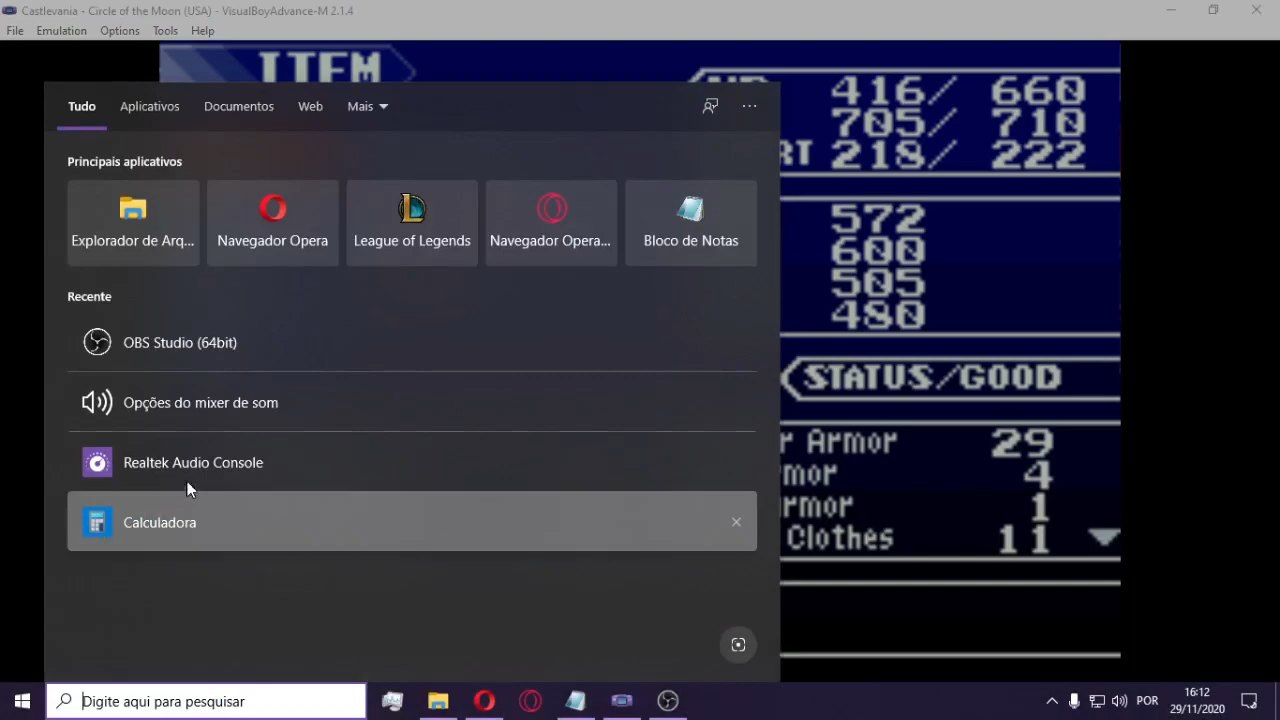 Castlevania - Circle of the Moon (USA) - VisualBoyAdvance-M 2.1.4
File Emulation Options Tools Help
ITEM
416/ 660
705/ 710
RT 218/ 222
572
600
505
480
STATUS/GOOD
r Armor 29
rmor 4
rmor 1
Clothes 11
Tudo Aplicativos Documentos Web Mais
Principais aplicativos
Explorador de Arq... Navegador Opera League of Legends Navegador Opera... Bloco de Notas
Recente
OBS Studio (64bit)
Opções do mixer de som
Realtek Audio Console
Calculadora
Digite aqui para pesquisar
POR
16:12
29/11/2020